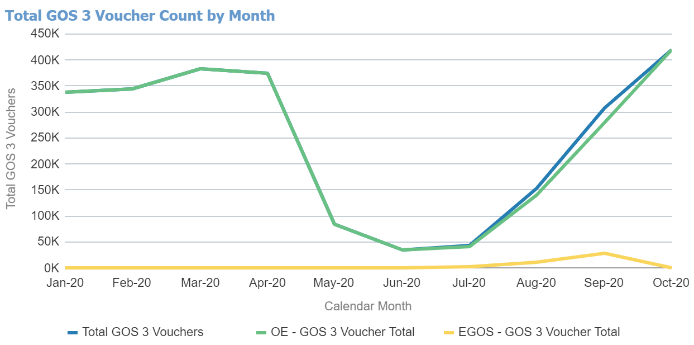 Total GOS 3 Voucher Count by Month
450K
400K
350K
300K
250K
200K
150K
100K
50K
0K
Total GOS 3 Vouchers
Jan-20 Feb-20 Mar-20 Apr-20 May-20 Jun-20 Jul-20 Aug-20 Sep-20 Oct-20
Calendar Month
Total GOS 3 Vouchers OE - GOS 3 Voucher Total EGOS - GOS 3 Voucher Total